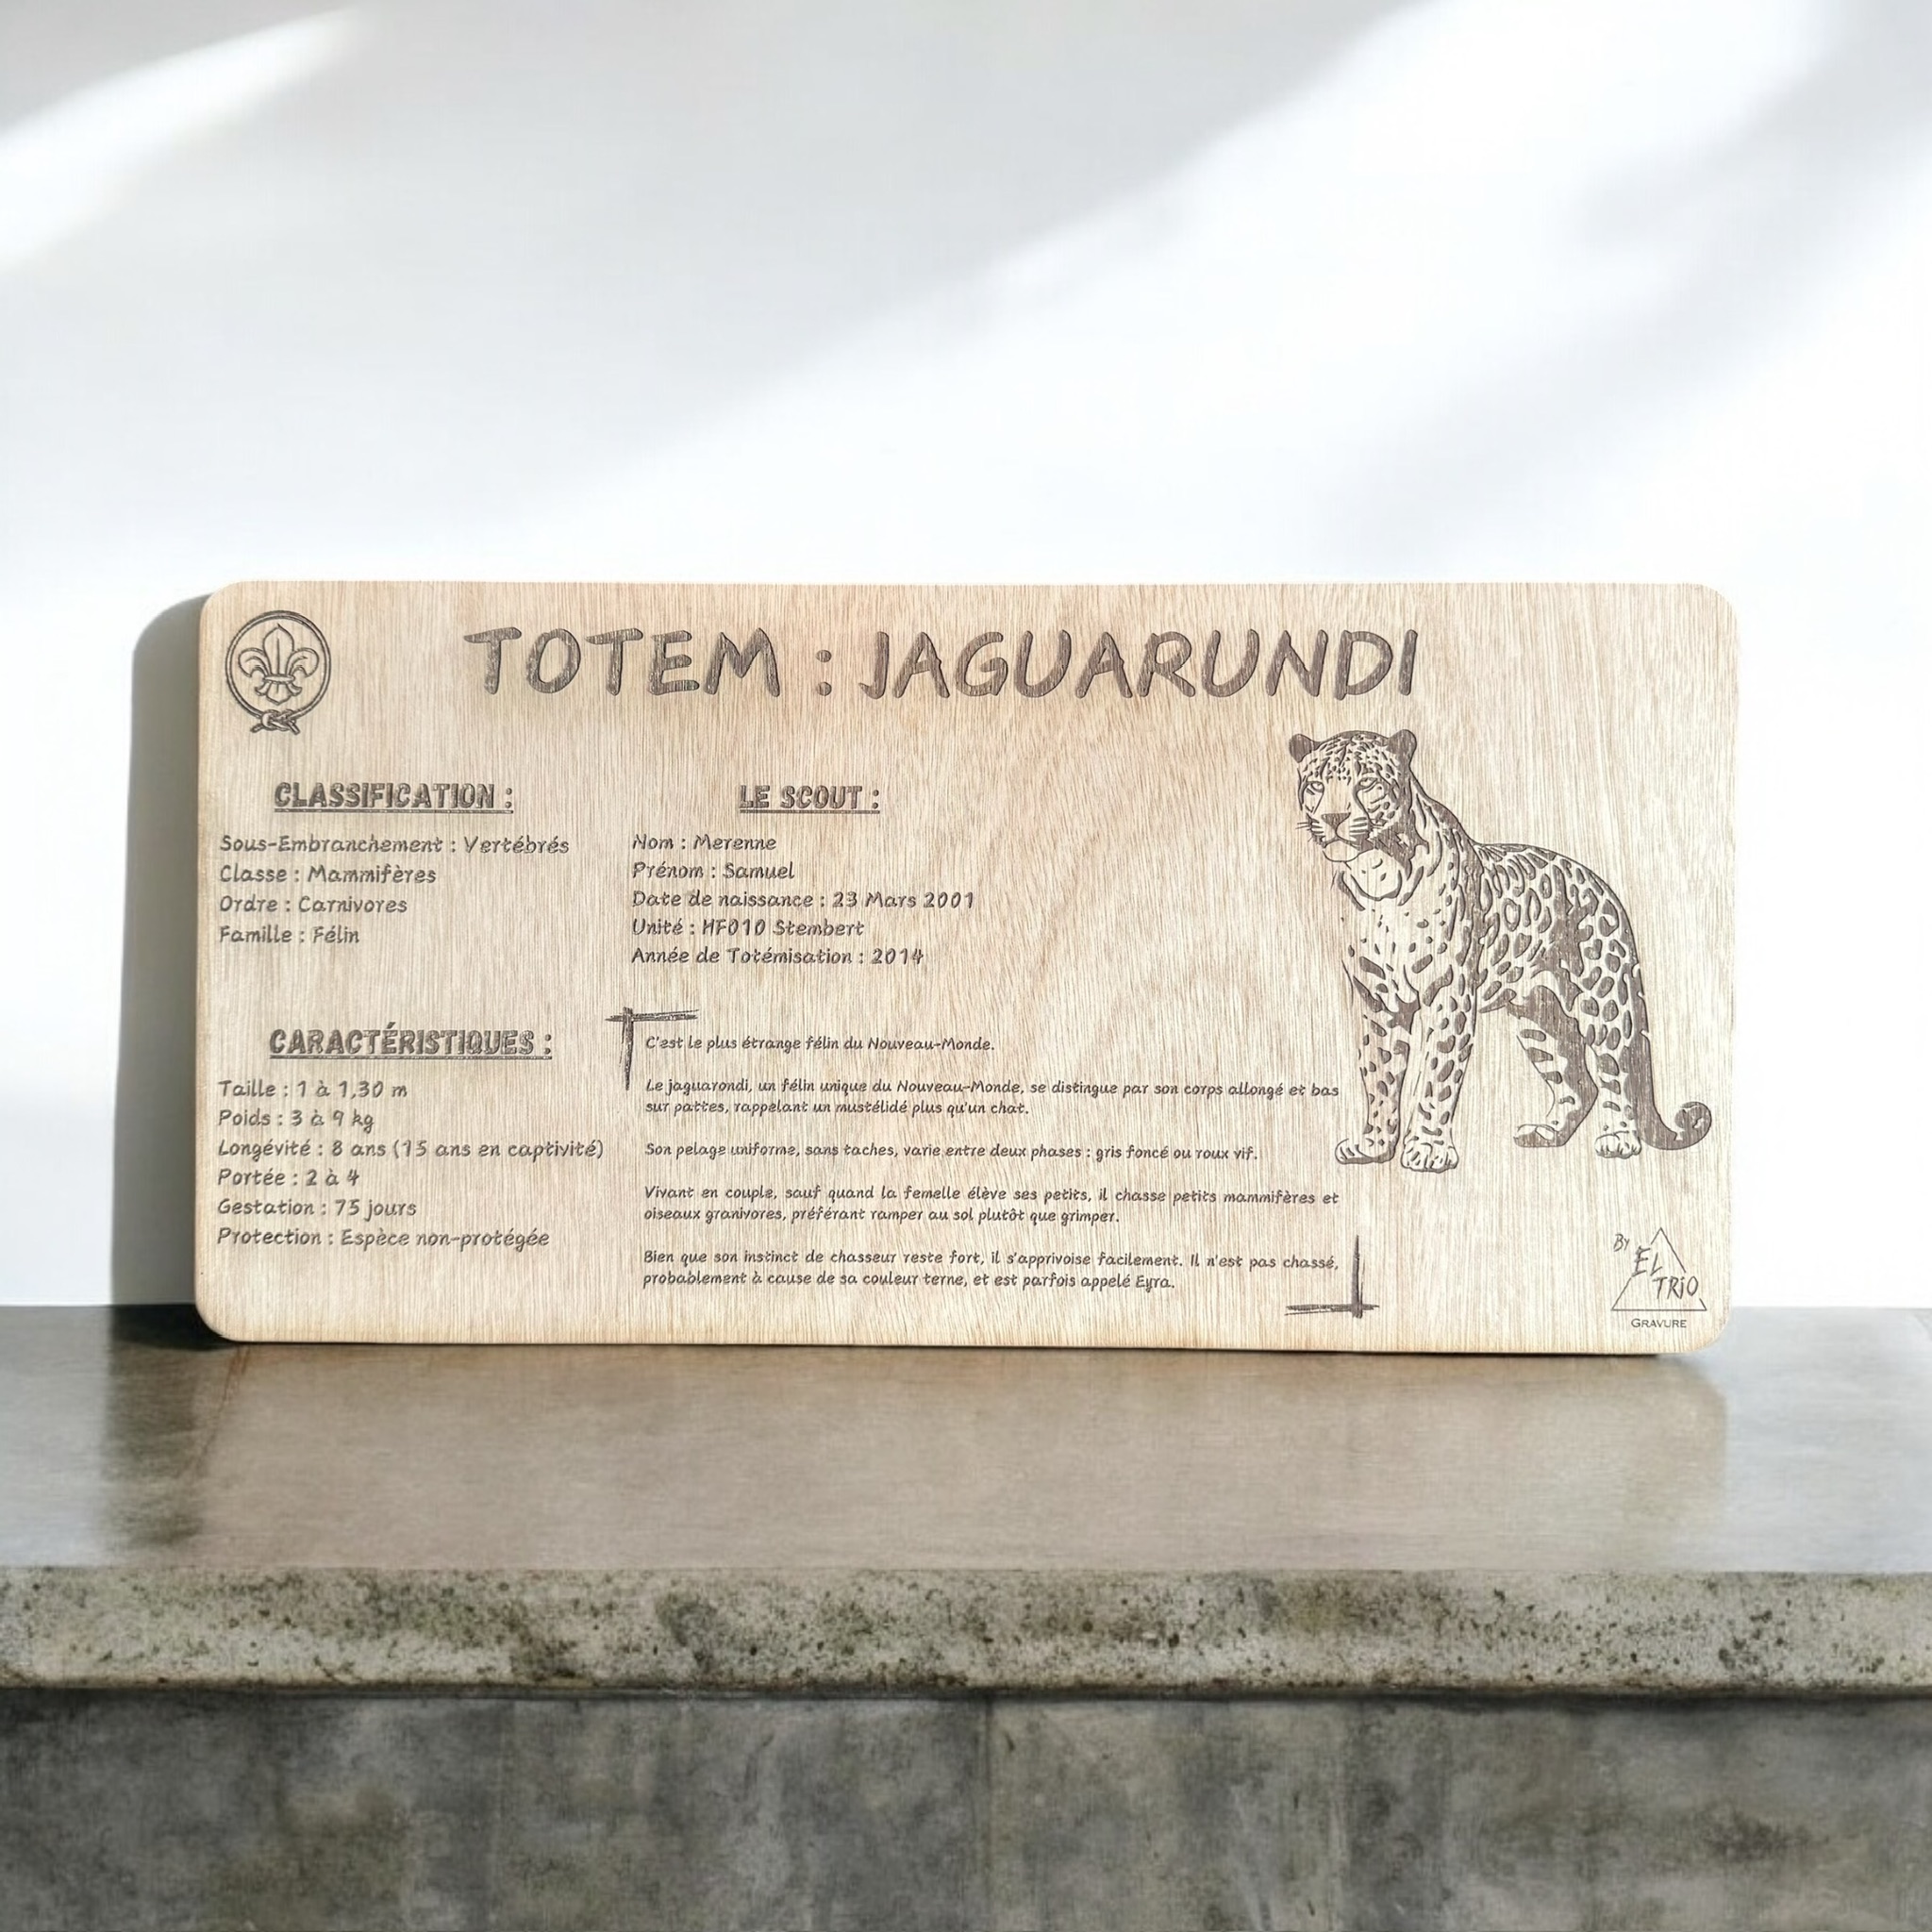 TOTEM : JAGUARUNDI
CLASSIFICATION :
Sous-Embranchement : Vertébrés
Classe : Mammifères
Ordre : Carnivores
Famille : Félin
LE SCOUT :
Nom : Merenne
Prénom : Samuel
Date de naissance : 23 Mars 2001
Unité : HF010 Stembert
Année de Totémisation : 2014
CARACTÉRISTIQUES :
Taille : 1 à 1,30 m
Poids : 3 à 9 kg
Longévité : 8 ans (15 ans en captivité)
Portée : 2 à 4
Gestation : 75 jours
Protection : Espèce non-protégée
C'est le plus étrange félin du Nouveau-Monde.
Le jaguarondi, un félin unique du Nouveau-Monde, se distingue par son corps allongé et bas
sur pattes, rappelant un mustélidé plus qu'un chat.
Son pelage uniforme, sans taches, varie entre deux phases : gris foncé ou roux vif.
Vivant en couple, sauf quand la femelle élève ses petits, il chasse petits mammifères et
oiseaux granivores, préférant ramper au sol plutôt que grimper.
Bien que son instinct de chasseur reste fort, il s'apprivoise facilement. Il n'est pas chassé,
probablement à cause de sa couleur terne, et est parfois appelé Eyra.
By
EL
TRIO
GRAVURE